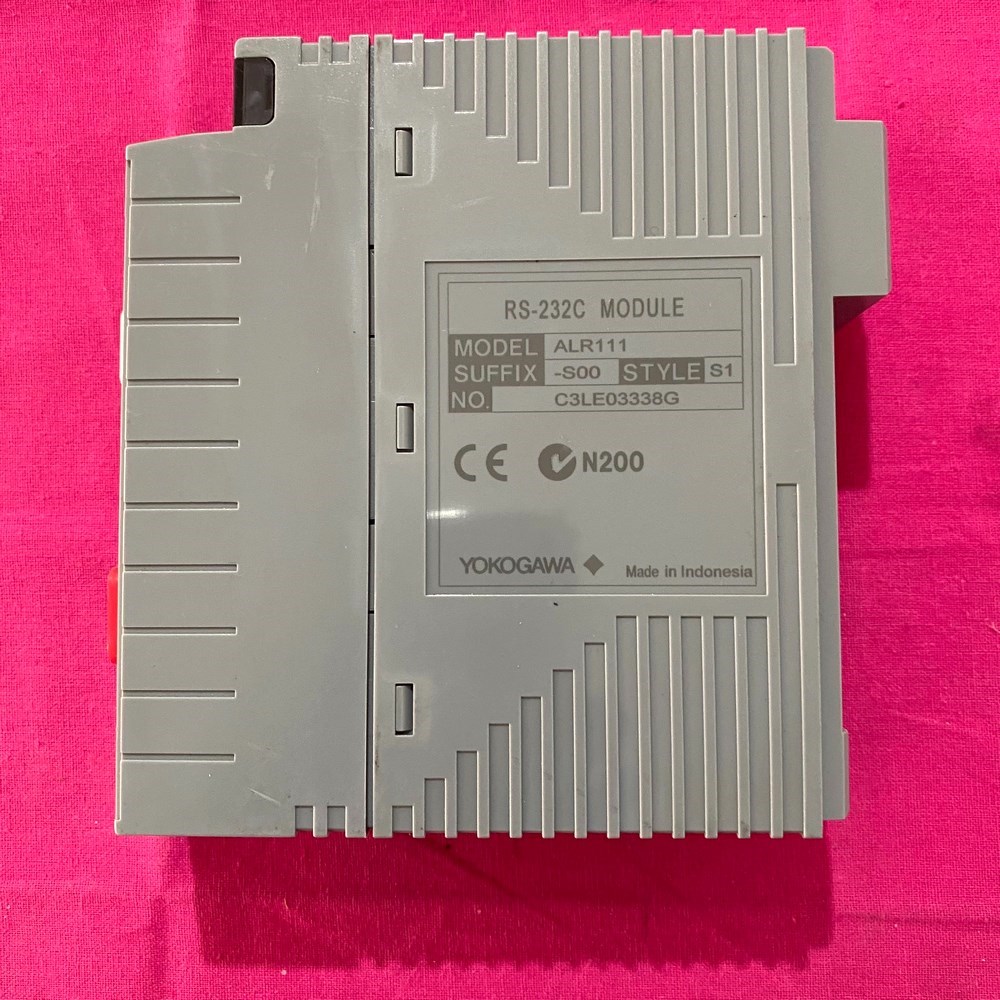 RS-232C MODULE
MODEL ALR111
SUFFIX -S00 STYLE S1
NO. C3LE03338G
CE N200
YOKOGAWA Made in Indonesia